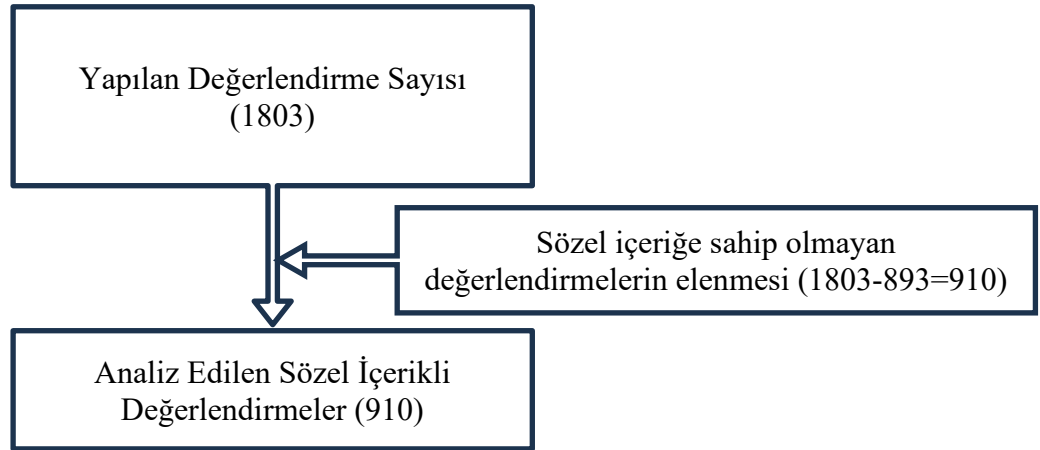 Yapılan Değerlendirme Sayısı
(1803)
Sözel içeriğe sahip olmayan
değerlendirmelerin elenmesi (1803-893=910)
Analiz Edilen Sözel İçerikli
Değerlendirmeler (910)